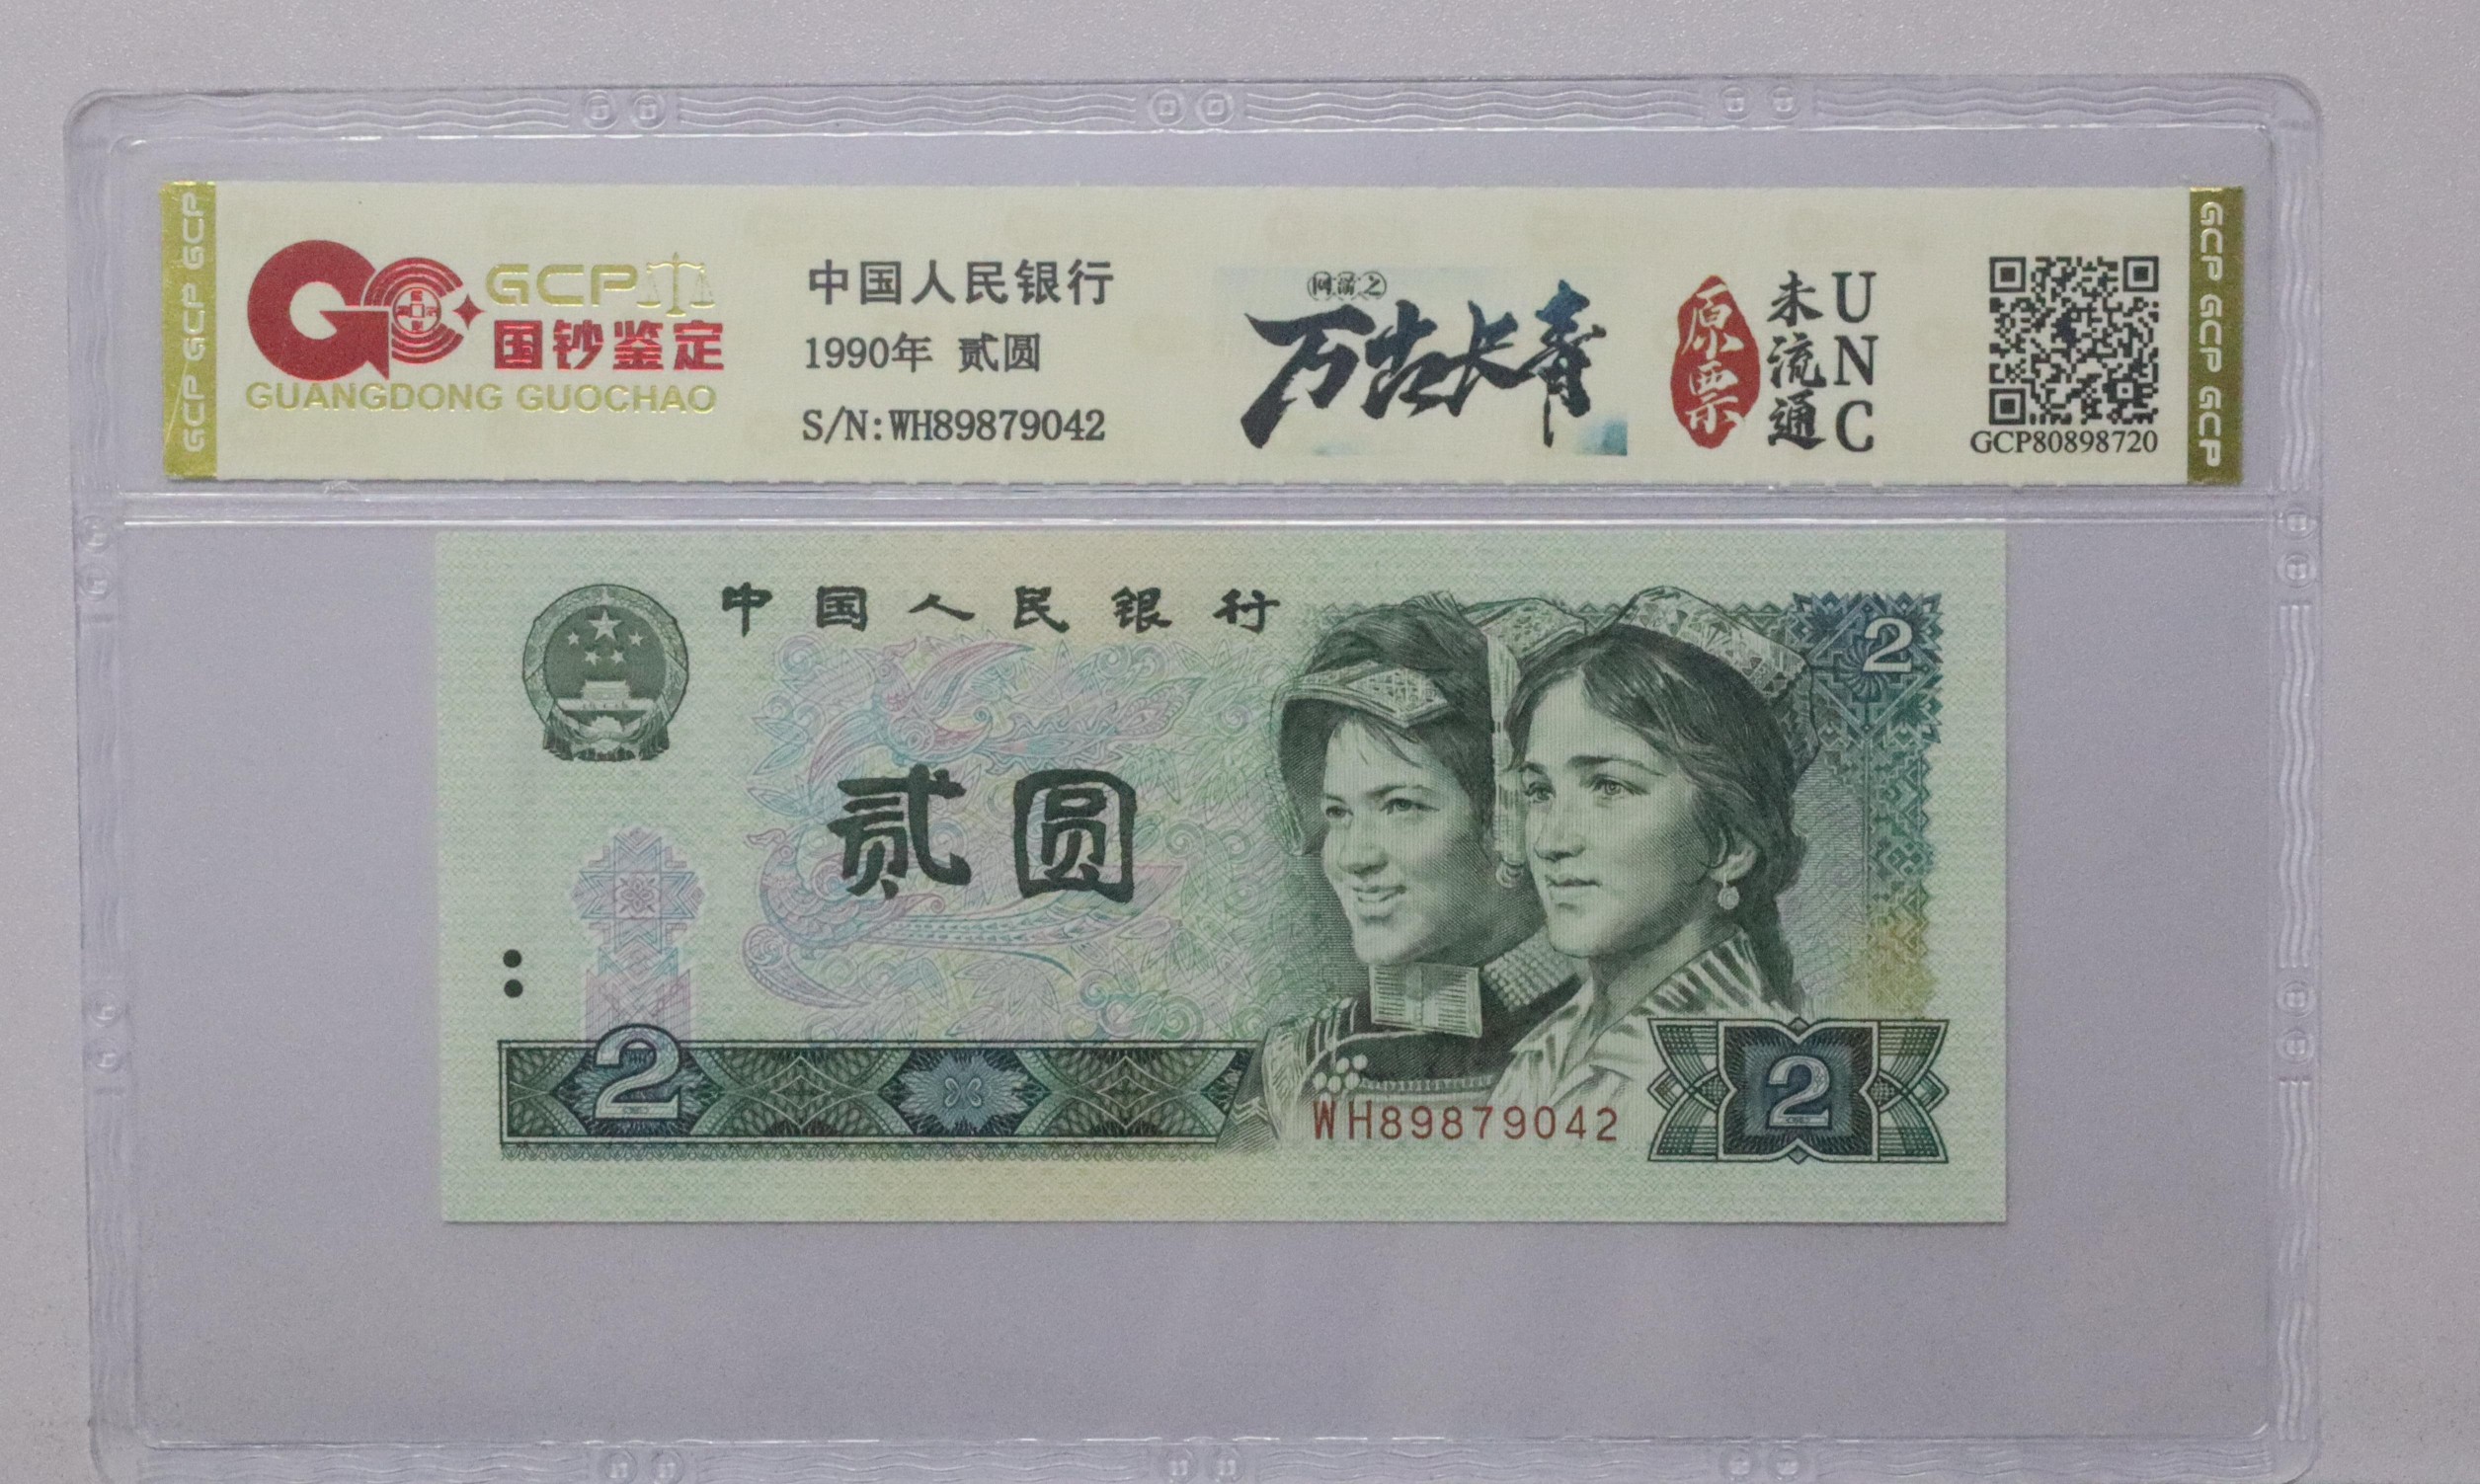 GCP GCP GCP
GCP
国钞鉴定
GUANGDONG GUOCHAO
中国人民银行
1990年 贰圆
S/N:WH89879042
万古长青
原票
未流通
UNC
GCP80898720
GCP GCP GCP
中国人民银行
2
贰圆
2
WH89879042
2